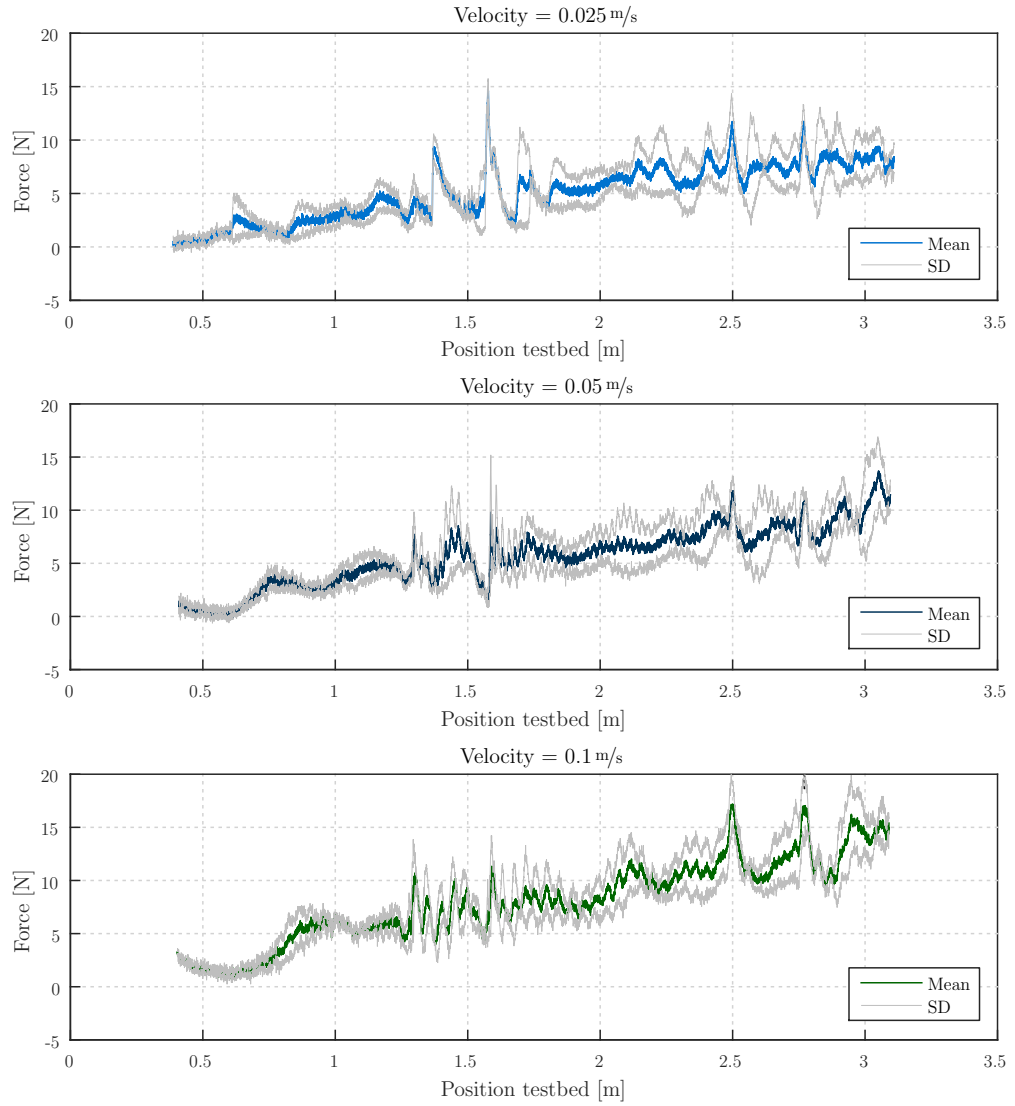 Velocity = 0.025 m/s
20
15
10
5
0
-5
Force [N]
Mean
SD
0 0.5 1 1.5 2 2.5 3 3.5
Position testbed [m]
Velocity = 0.05 m/s
20
15
10
5
0
-5
Force [N]
Mean
SD
0 0.5 1 1.5 2 2.5 3 3.5
Position testbed [m]
Velocity = 0.1 m/s
20
15
10
5
0
-5
Force [N]
Mean
SD
0 0.5 1 1.5 2 2.5 3 3.5
Position testbed [m]